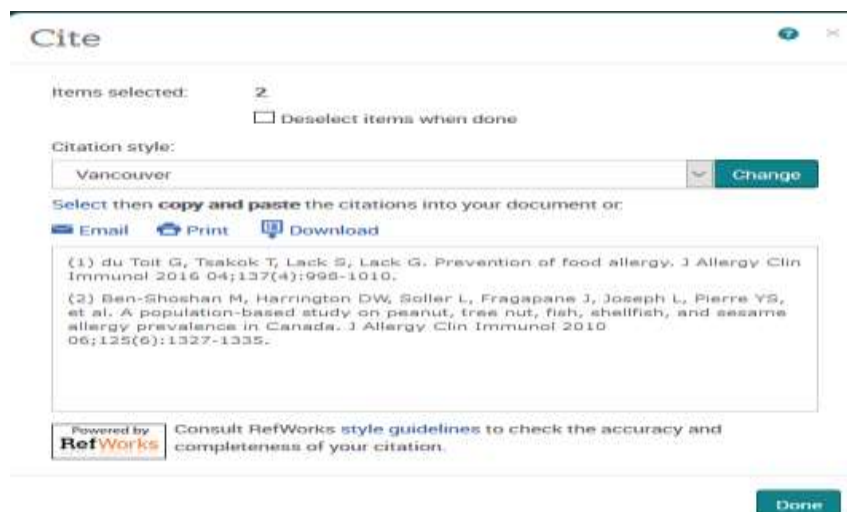 Cite
Items selected: 2
Deselect items when done
Citation style:
Vancouver
Change
Select then copy and paste the citations into your document or:
Email Print Download
(1) du Toit G, Tsakok T, Lack S, Lack G. Prevention of food allergy. J Allergy Clin
Immunol 2016 04;137(4):998-1010.
(2) Ben-Shoshan M, Harrington DW, Soller L, Fragapane J, Joseph L, Pierre YS,
et al. A population-based study on peanut, tree nut, fish, shellfish, and sesame
allergy prevalence in Canada. J Allergy Clin Immunol 2010
06;125(6):1327-1335.
Powered by
RefWorks
Consult RefWorks style guidelines to check the accuracy and
completeness of your citation.
Done